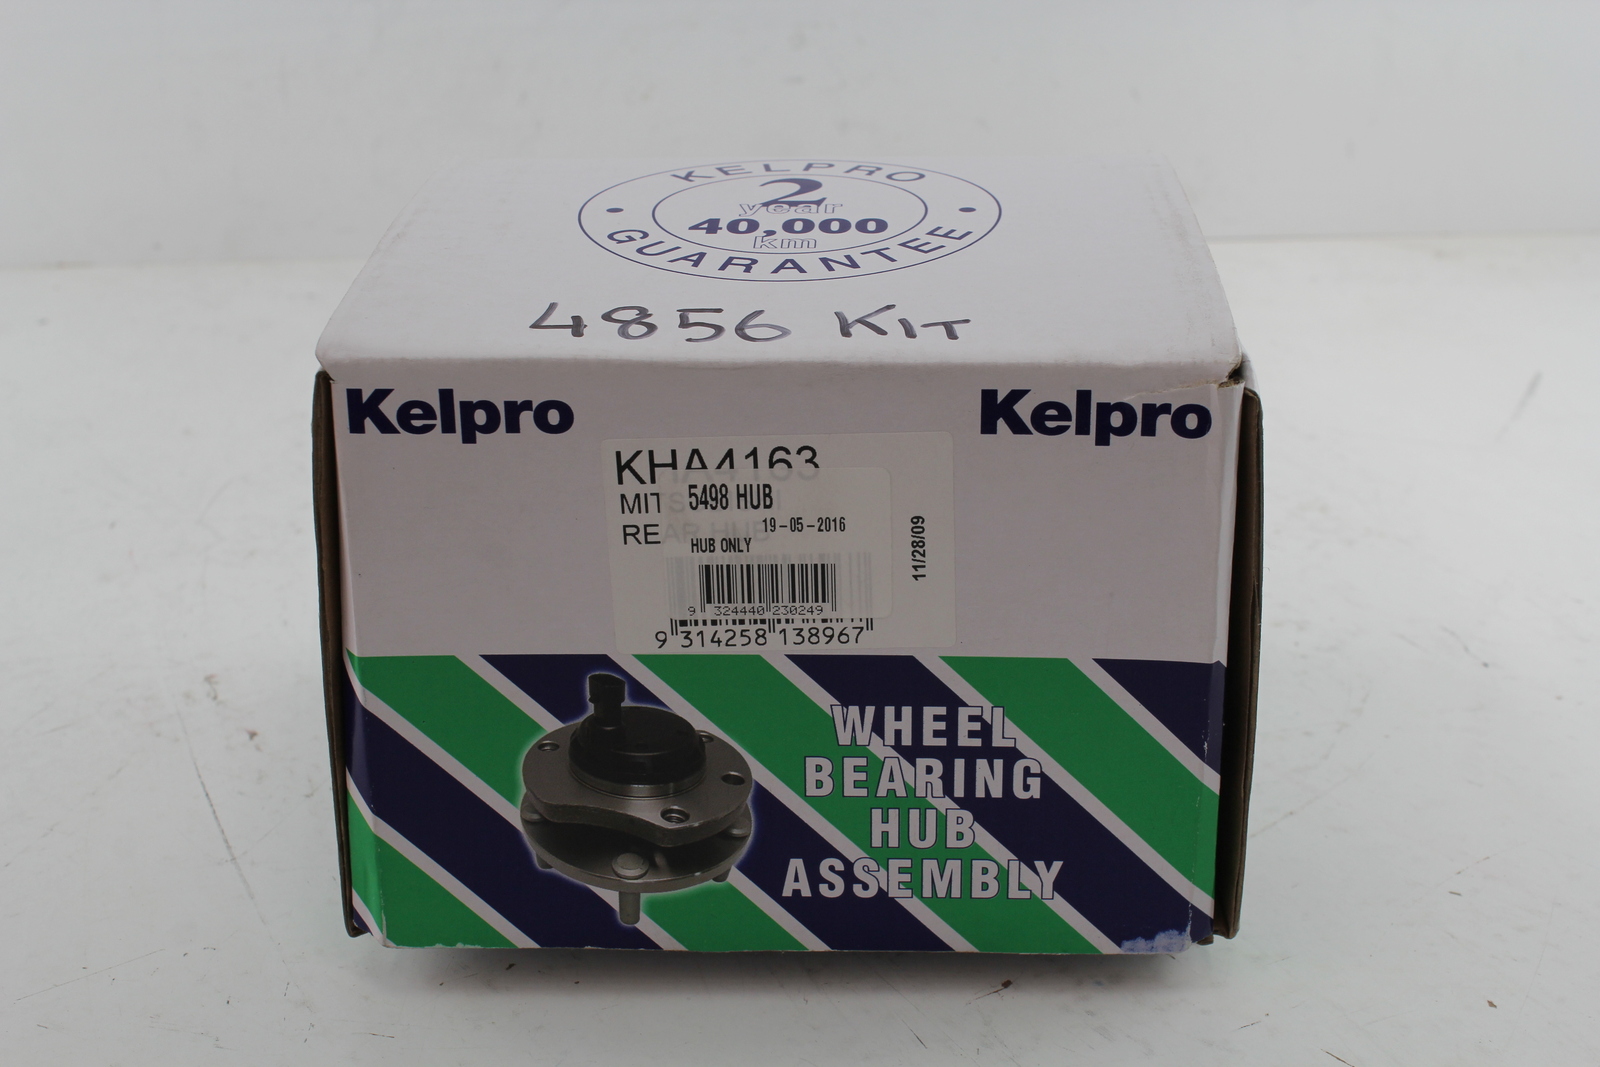 KELPRO
2
year
40,000
km
GUARANTEE
4856 KIT
Kelpro
Kelpro
KHA4163
MIT
5498 HUB
RE
19-05-2016
HUB ONLY
11/28/09
9 324440 230249
9 314258 138967
WHEEL
BEARING
HUB
ASSEMBLY